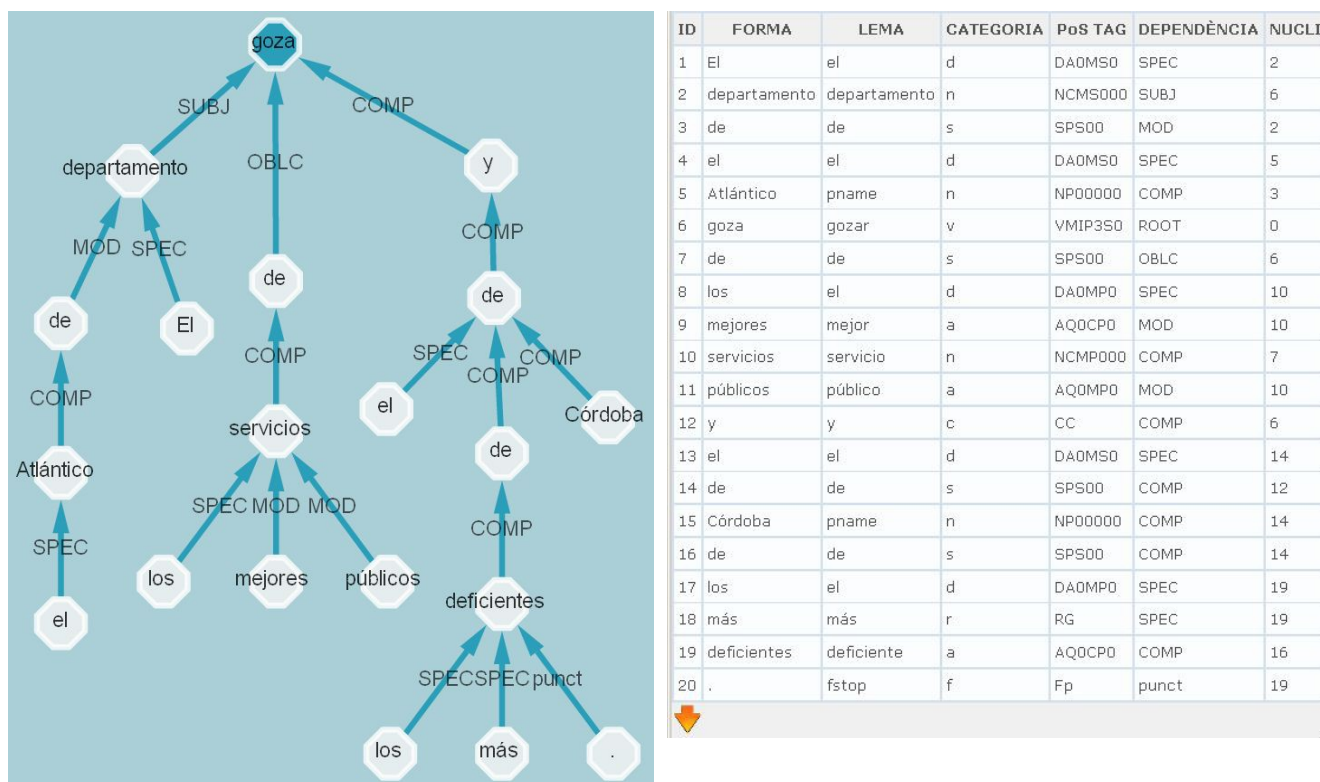 goza
SUBJ
COMP
OBLC
departamento
y
MOD SPEC
COMP
de
El
de
de
COMP
COMP
SPEC
COMP
COMP
el
Córdoba
Atlántico
servicios
de
SPEC
SPEC MOD MOD
COMP
el
los
mejores
públicos
deficientes
SPEC SPEC punct
los
más
.
ID FORMA LEMA CATEGORIA PoS TAG DEPENDÈNCIA NUCLI
1 El el d DA0MS0 SPEC 2
2 departamento departamento n NCMS000 SUBJ 6
3 de de s SPS00 MOD 2
4 el el d DA0MS0 SPEC 5
5 Atlántico pname n NP00000 COMP 3
6 goza gozar v VMIP3S0 ROOT 0
7 de de s SPS00 OBLC 6
8 los el d DA0MP0 SPEC 10
9 mejores mejor a AQ0CP0 MOD 10
10 servicios servicio n NCMP000 COMP 7
11 públicos público a AQ0MP0 MOD 10
12 y y c CC COMP 6
13 el el d DA0MS0 SPEC 14
14 de de s SPS00 COMP 12
15 Córdoba pname n NP00000 COMP 14
16 de de s SPS00 COMP 14
17 los el d DA0MP0 SPEC 19
18 más más r RG SPEC 19
19 deficientes deficiente a AQ0CP0 COMP 16
20 . fstop f Fp punct 19